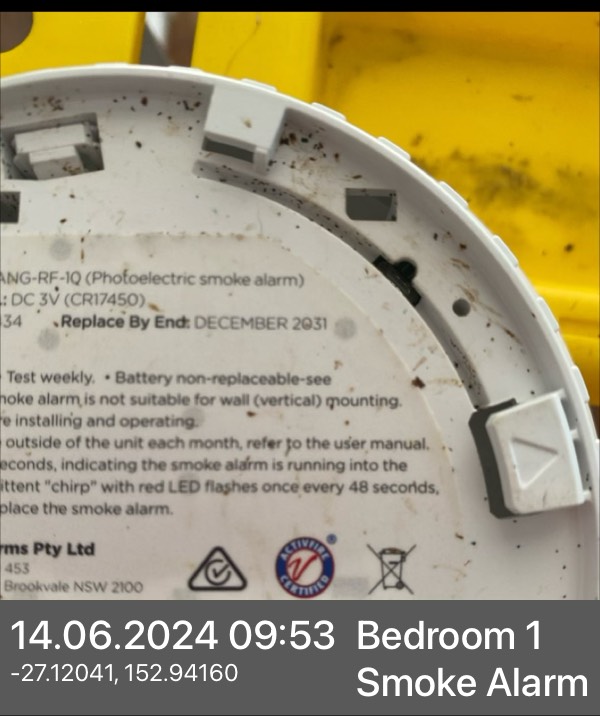 ANG-RF-1Q (Photoelectric smoke alarm)
.: DC 3V (CR17450)
34 Replace By End: DECEMBER 2031
Test weekly. • Battery non-replaceable-see
moke alarm is not suitable for wall (vertical) mounting.
re installing and operating.
outside of the unit each month, refer to the user manual.
econds, indicating the smoke alarm is running into the
ittent "chirp" with red LED flashes once every 48 seconds,
place the smoke alarm.
rms Pty Ltd
453
Brookvale NSW 2100
ACTIVFIRE
®
CERTIFIED
14.06.2024 09:53
-27.12041, 152.94160
Bedroom 1
Smoke Alarm